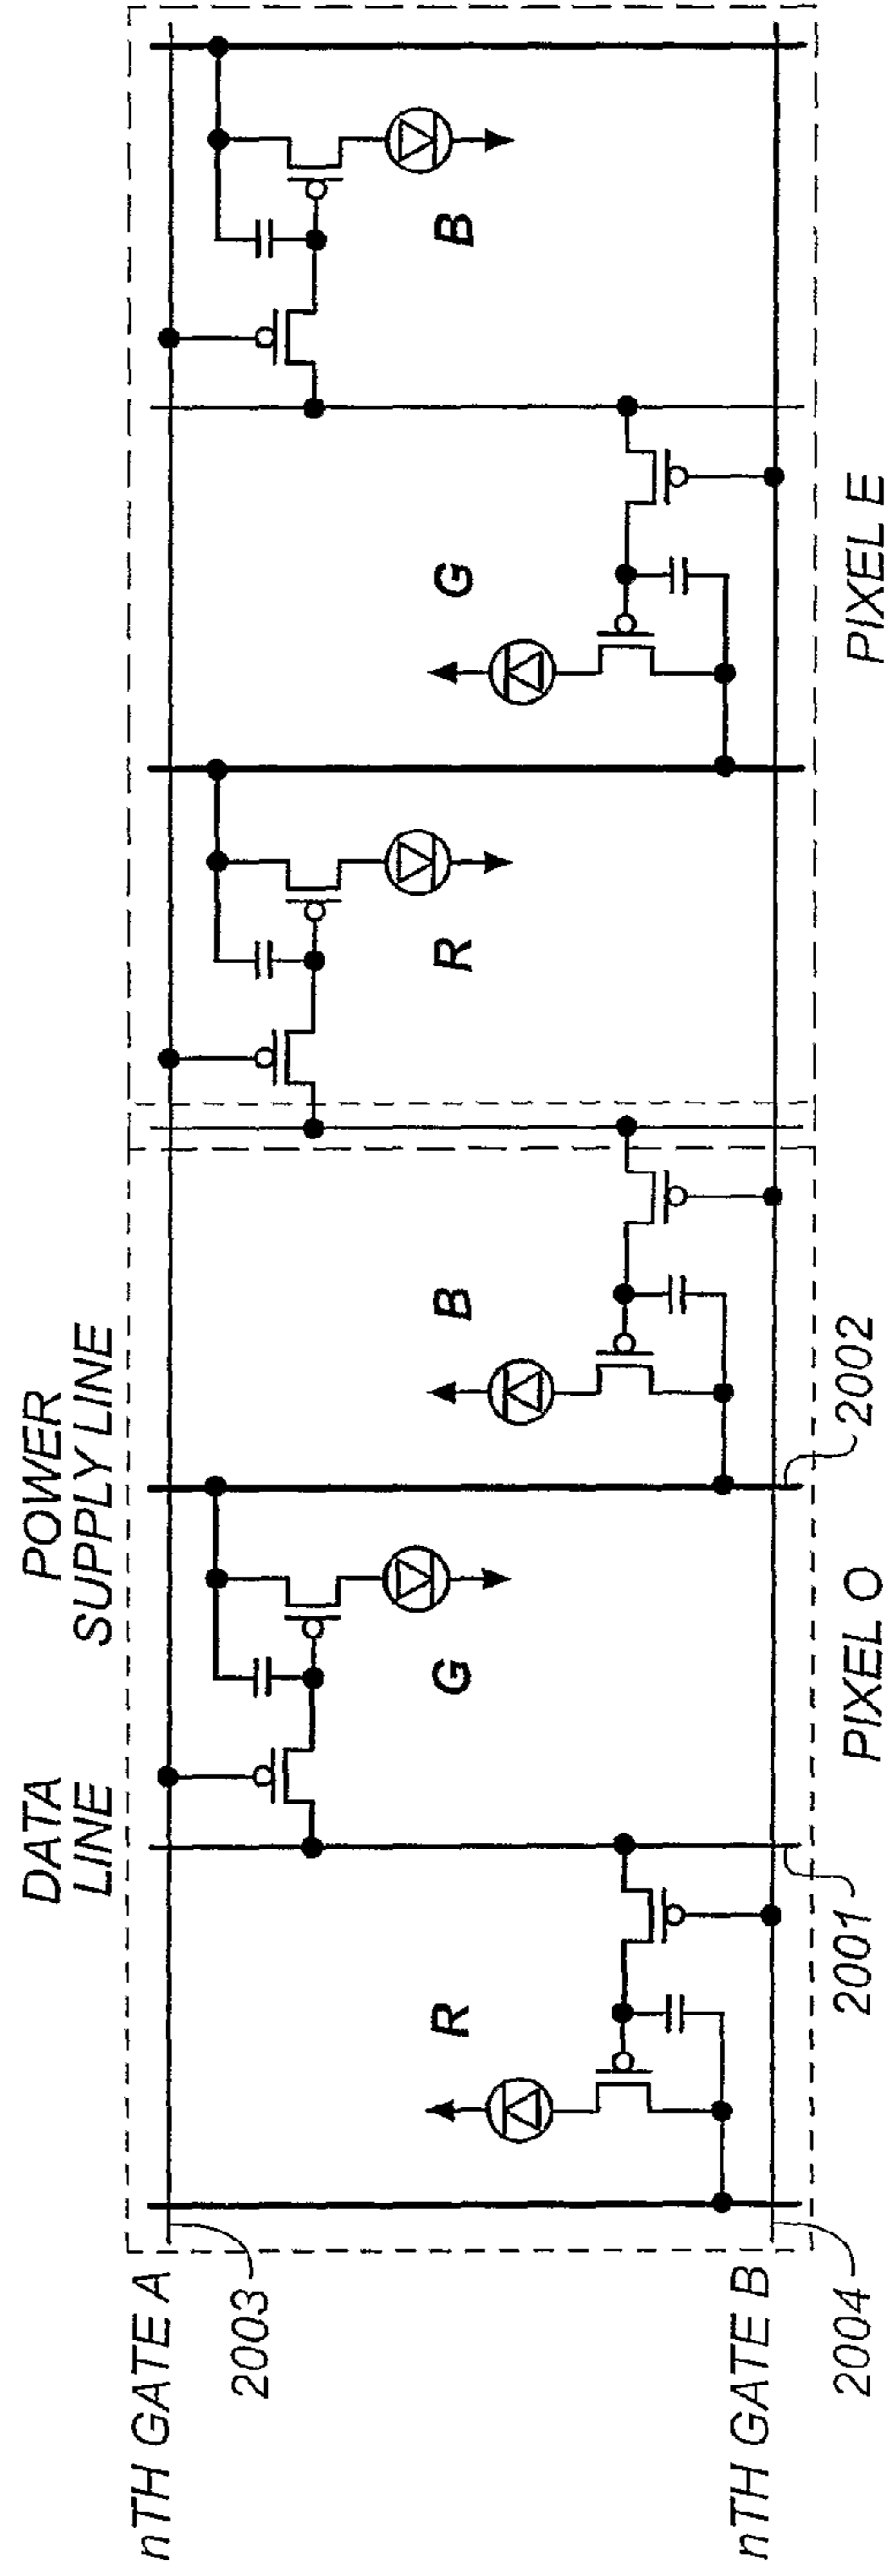 DATA
LINE
POWER
SUPPLY LINE
nTH GATE A
2003
R
G
B
R
G
B
nTH GATE B
2004
2001
2002
PIXEL O
PIXEL E